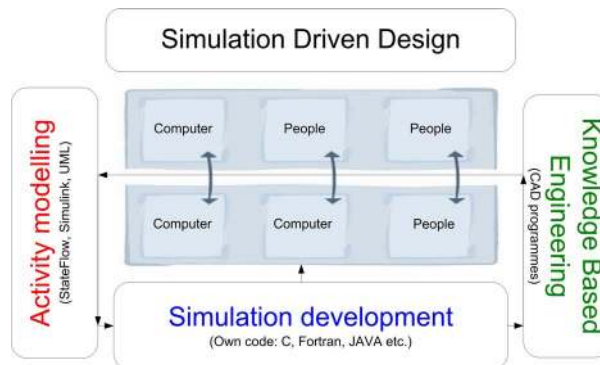 Simulation Driven Design
Activity modelling
(StateFlow, Simulink, UML)
Computer
People
People
Computer
Computer
People
Knowledge Based
Engineering
(CAD programmes)
Simulation development
(Own code: C, Fortran, JAVA etc.)